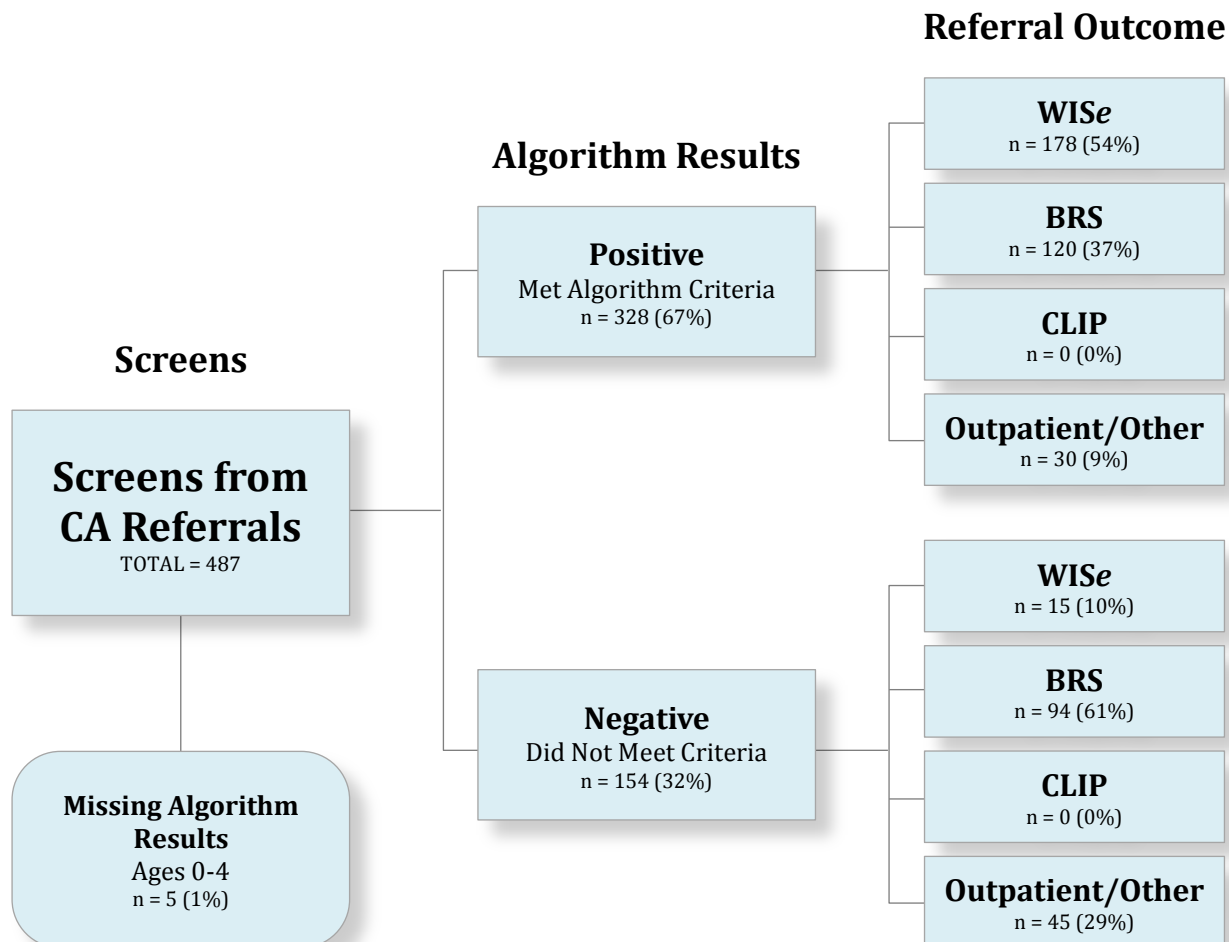 Referral Outcome
Algorithm Results
Screens
Screens from
CA Referrals
TOTAL = 487
Missing Algorithm
Results
Ages 0-4
n = 5 (1%)
Positive
Met Algorithm Criteria
n = 328 (67%)
WISe
n = 178 (54%)
BRS
n = 120 (37%)
CLIP
n = 0 (0%)
Outpatient/Other
n = 30 (9%)
Negative
Did Not Meet Criteria
n = 154 (32%)
WISe
n = 15 (10%)
BRS
n = 94 (61%)
CLIP
n = 0 (0%)
Outpatient/Other
n = 45 (29%)